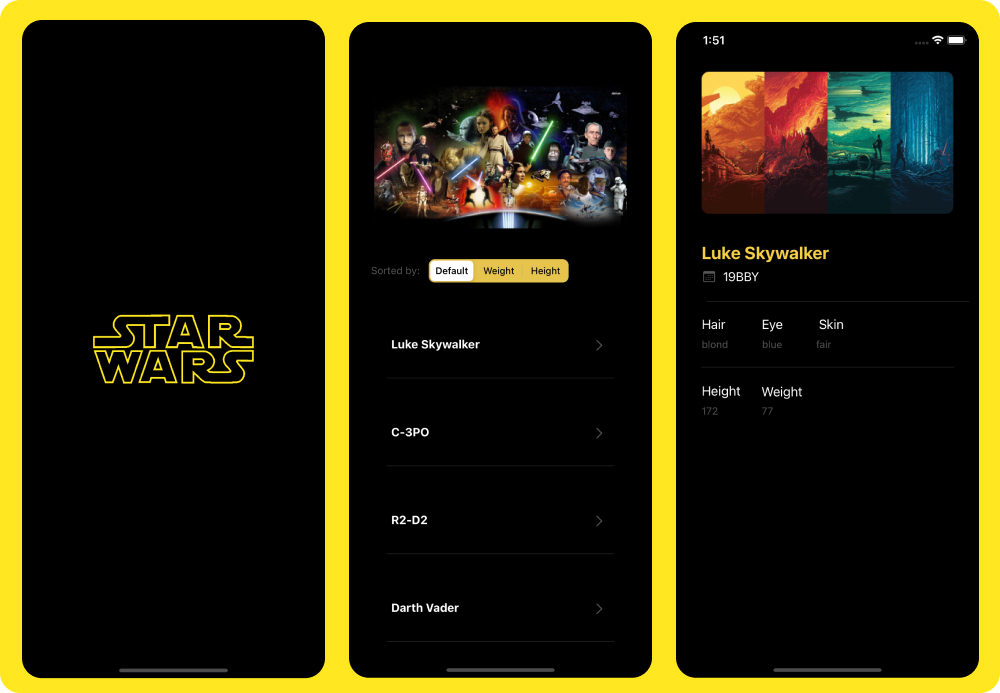 STAR
WARS
Sorted by: Default Weight Height
Luke Skywalker
C-3PO
R2-D2
Darth Vader
1:51
Luke Skywalker
19BBY
Hair Eye Skin
blond blue fair
Height Weight
172 77